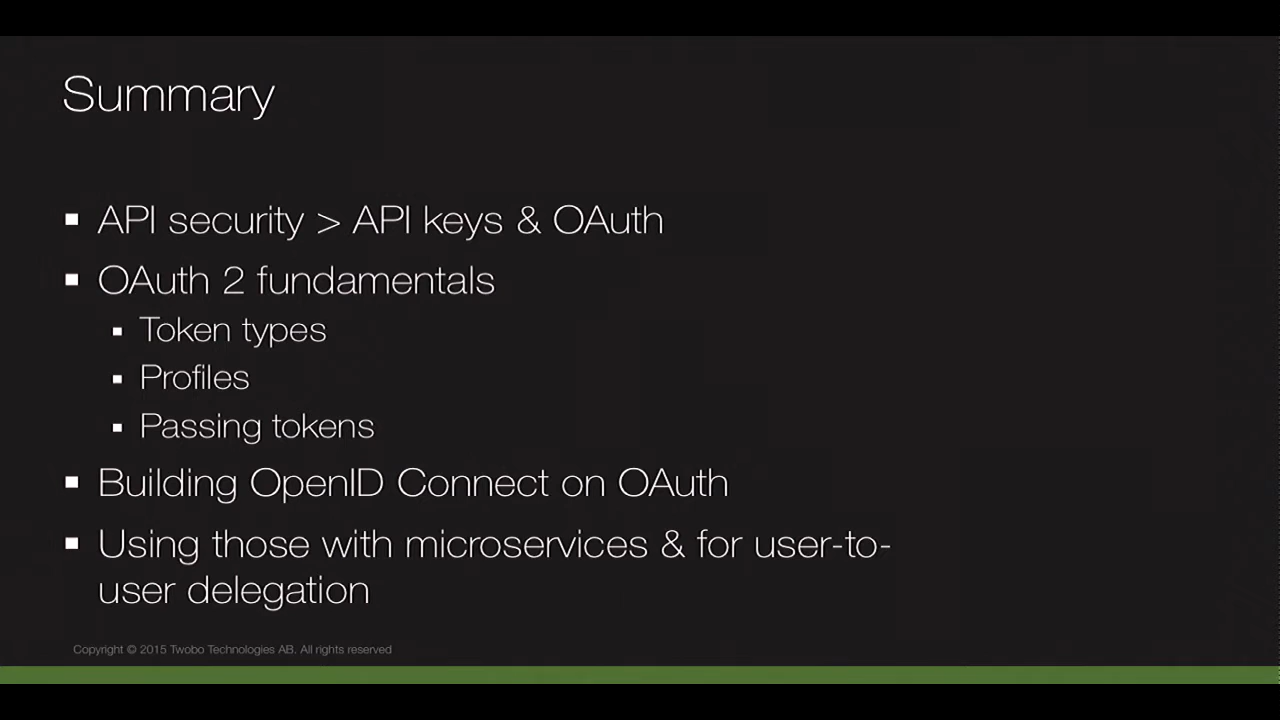 Summary
▪ API security > API keys & OAuth
▪ OAuth 2 fundamentals
▪ Token types
▪ Profiles
▪ Passing tokens
▪ Building OpenID Connect on OAuth
▪ Using those with microservices & for user-to-
user delegation
Copyright © 2015 Twobo Technologies AB. All rights reserved